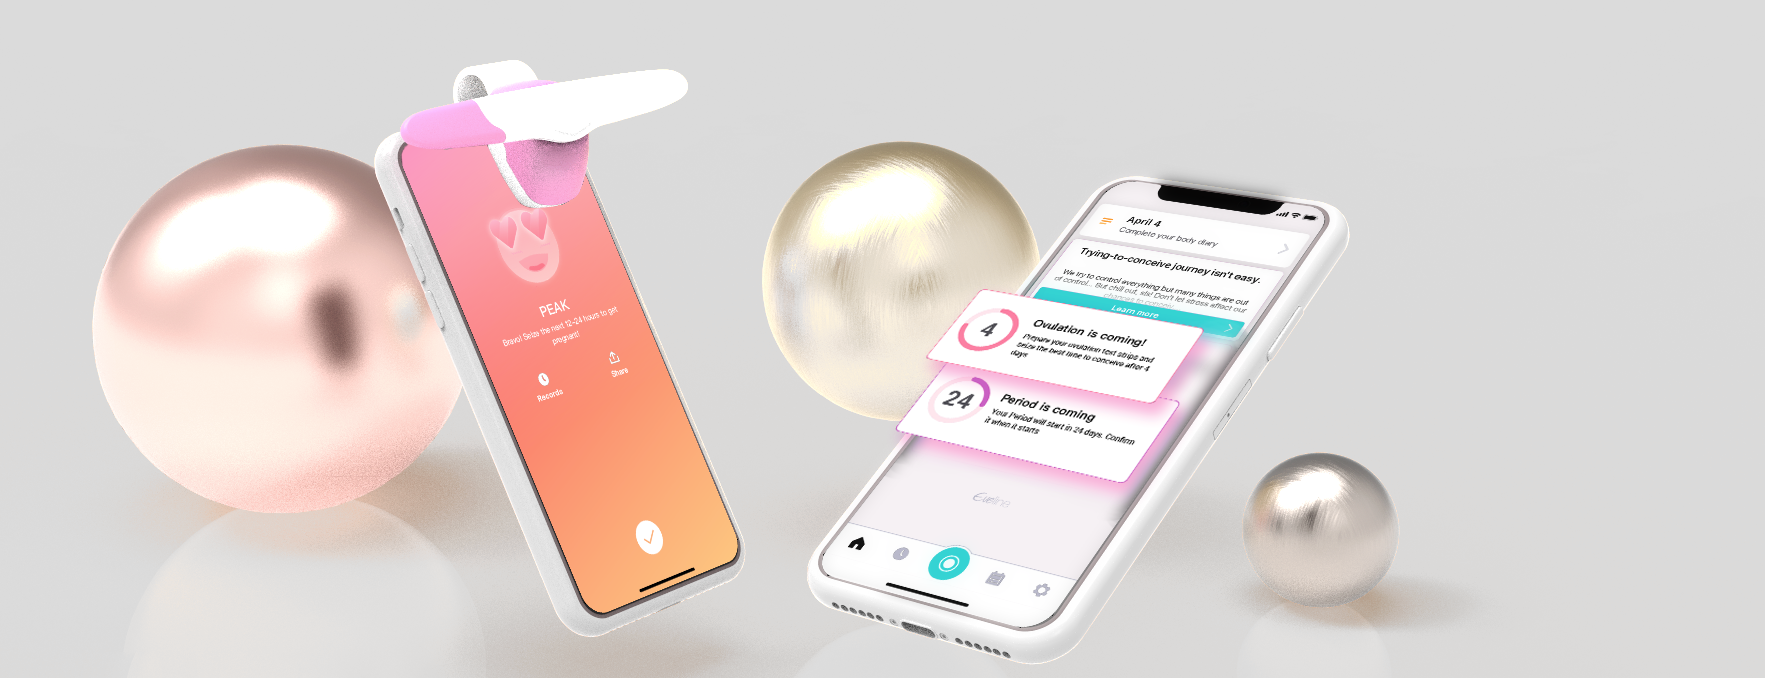 PEAK
Bravo! Seize the next 12-24 hours to get
pregnant!
Records
Share
April 4
Complete your body diary
Trying-to-conceive journey isn't easy.
We try to control everything but many things are out
of control... But chill out, sis! Don't let stress affect our
chances to conceive
Learn more
4
Ovulation is coming!
Prepare your ovulation test strips and
seize the best time to conceive after 4
days
24
Period is coming
Your Period will start in 24 days. Confirm
it when it starts